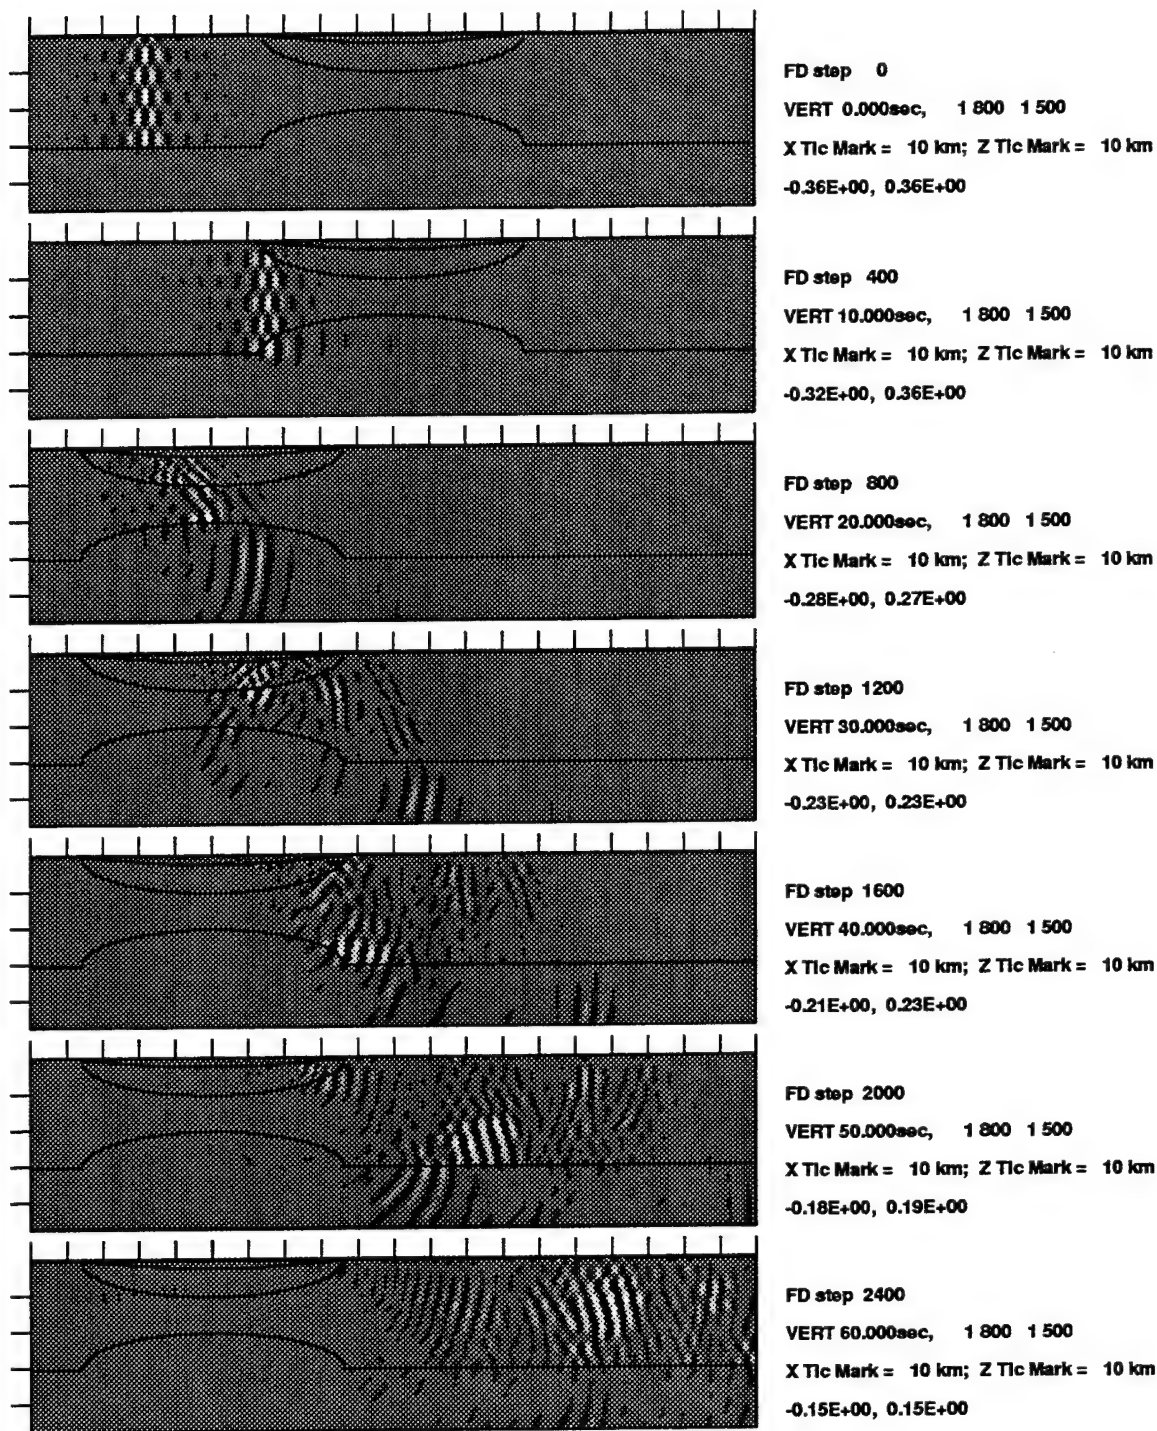 FD step 0
VERT 0.000sec, 1 800 1 500
X Tic Mark = 10 km; Z Tic Mark = 10 km
-0.36E+00, 0.36E+00
FD step 400
VERT 10.000sec, 1 800 1 500
X Tic Mark = 10 km; Z Tic Mark = 10 km
-0.32E+00, 0.36E+00
FD step 800
VERT 20.000sec, 1 800 1 500
X Tic Mark = 10 km; Z Tic Mark = 10 km
-0.28E+00, 0.27E+00
FD step 1200
VERT 30.000sec, 1 800 1 500
X Tic Mark = 10 km; Z Tic Mark = 10 km
-0.23E+00, 0.23E+00
FD step 1600
VERT 40.000sec, 1 800 1 500
X Tic Mark = 10 km; Z Tic Mark = 10 km
-0.21E+00, 0.23E+00
FD step 2000
VERT 50.000sec, 1 800 1 500
X Tic Mark = 10 km; Z Tic Mark = 10 km
-0.18E+00, 0.19E+00
FD step 2400
VERT 60.000sec, 1 800 1 500
X Tic Mark = 10 km; Z Tic Mark = 10 km
-0.15E+00, 0.15E+00